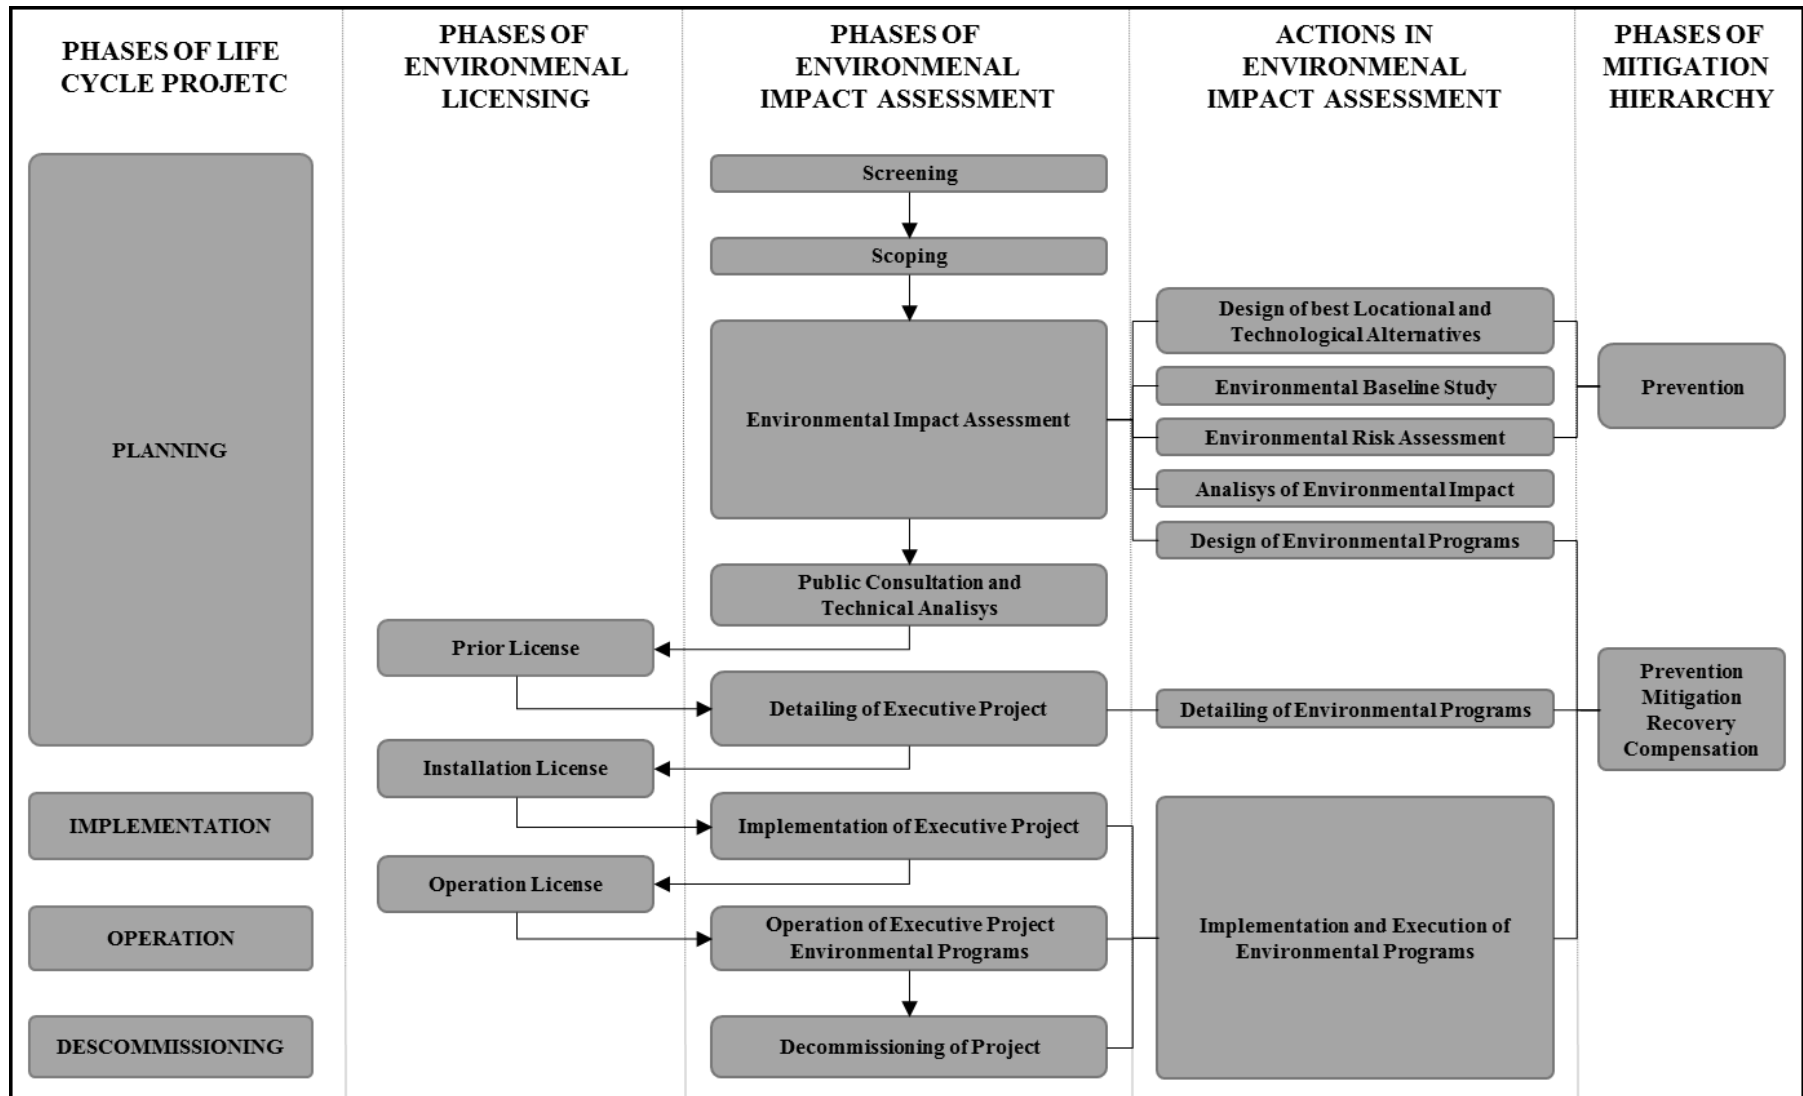 PHASES OF LIFE
CYCLE PROJETC
PHASES OF
ENVIRONMENAL
LICENSING
PHASES OF
ENVIRONMENAL
IMPACT ASSESSMENT
ACTIONS IN
ENVIRONMENAL
IMPACT ASSESSMENT
PHASES OF
MITIGATION
HIERARCHY
PLANNING
IMPLEMENTATION
OPERATION
DESCOMMISSIONING
Prior License
Installation License
Operation License
Screening
Scoping
Environmental Impact Assessment
Public Consultation and
Technical Analisys
Detailing of Executive Project
Implementation of Executive Project
Operation of Executive Project
Environmental Programs
Decommissioning of Project
Design of best Locational and
Technological Alternatives
Environmental Baseline Study
Environmental Risk Assessment
Analisys of Environmental Impact
Design of Environmental Programs
Detailing of Environmental Programs
Implementation and Execution of
Environmental Programs
Prevention
Prevention
Mitigation
Recovery
Compensation